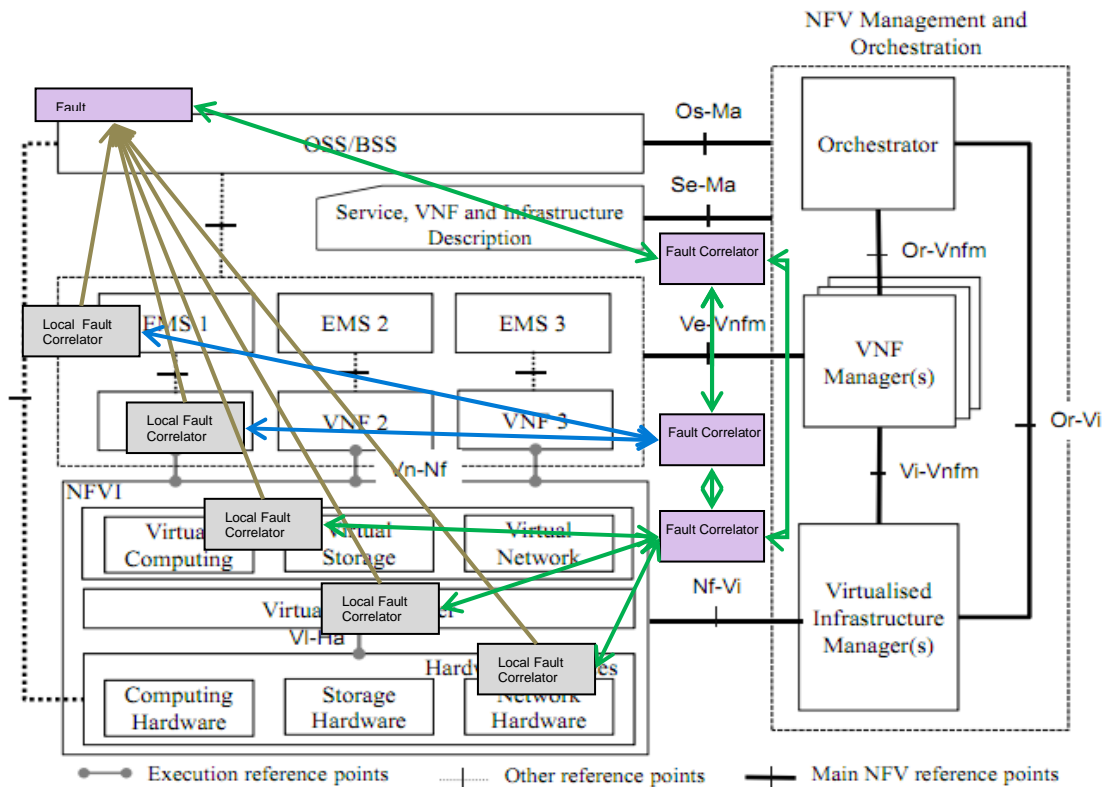 NFV Management and
Orchestration
Fault
OSS/BSS
Os-Ma
Orchestrator
Se-Ma
Service, VNF and Infrastructure
Description
Fault Correlator
Or-Vnfm
Local Fault
Correlator
EMS 1
EMS 2
EMS 3
Ve-Vnfm
VNF
Manager(s)
Local Fault
Correlator
VNF 2
VNF 3
Fault Correlator
Or-Vi
Vn-Nf
Vi-Vnfm
NFVI
Local Fault
Correlator
Computing
Virtual
Storage
Virtual
Network
Fault Correlator
Nf-Vi
Virtualised
Infrastructure
Manager(s)
Local Fault
Correlator
Vl-Ha
Local Fault
Correlator
Computing
Hardware
Storage
Hardware
Network
Hardware
Execution reference points
Other reference points
Main NFV reference points